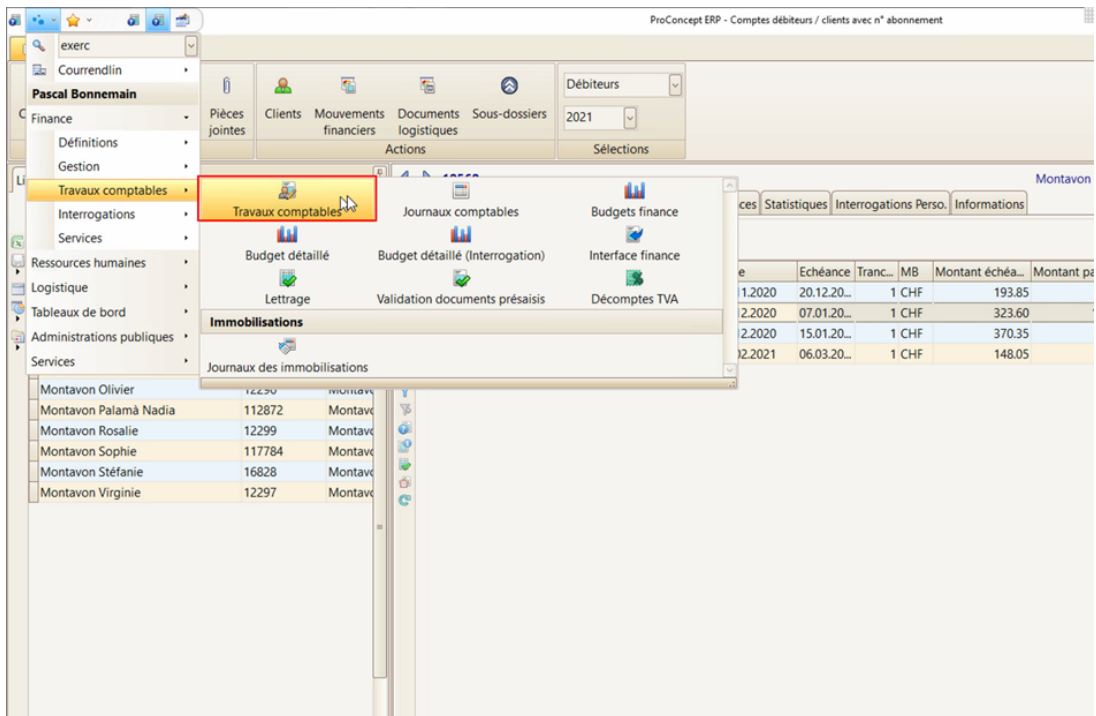 ProConcept ERP - Comptes débiteurs / clients avec n° abonnement
exerc
Courrendlin
Pascal Bonnemain
Finance
Définitions
Gestion
Travaux comptables
Interrogations
Services
Ressources humaines
Logistique
Tableaux de bord
Administrations publiques
Services
Pièces jointes
Clients
Mouvements financiers
Documents logistiques
Sous-dossiers
Actions
Débiteurs
2021
Sélections
Montavon
Statistiques Interrogations Perso. Informations
Travaux comptables Journaux comptables Budgets finance
Budget détaillé Budget détaillé (Interrogation) Interface finance
Lettrage Validation documents présaisis Décomptes TVA
Immobilisations
Journaux des immobilisations
Echéance Tranc... MB Montant échéa... Montant pa
1.2020 20.12.20... 1 CHF 193.85
2.2020 07.01.20... 1 CHF 323.60
2.2020 15.01.20... 1 CHF 370.35
2.2021 06.03.20... 1 CHF 148.05
Montavon Olivier 12290
Montavon Palamà Nadia 112872 Montavo
Montavon Rosalie 12299 Montavo
Montavon Sophie 117784 Montavo
Montavon Stéfanie 16828 Montavo
Montavon Virginie 12297 Montavo